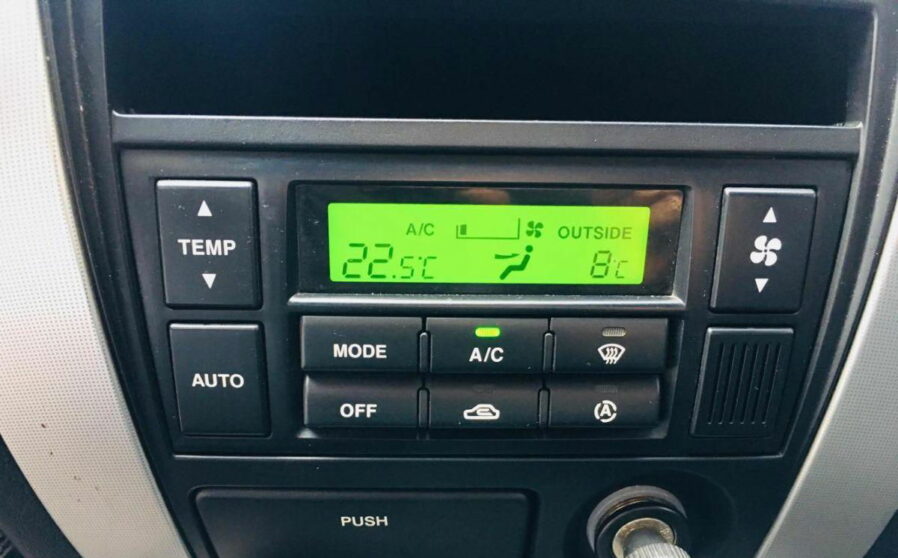 A/C OUTSIDE
22.5°C 8°C
TEMP
MODE A/C
AUTO
OFF A
PUSH